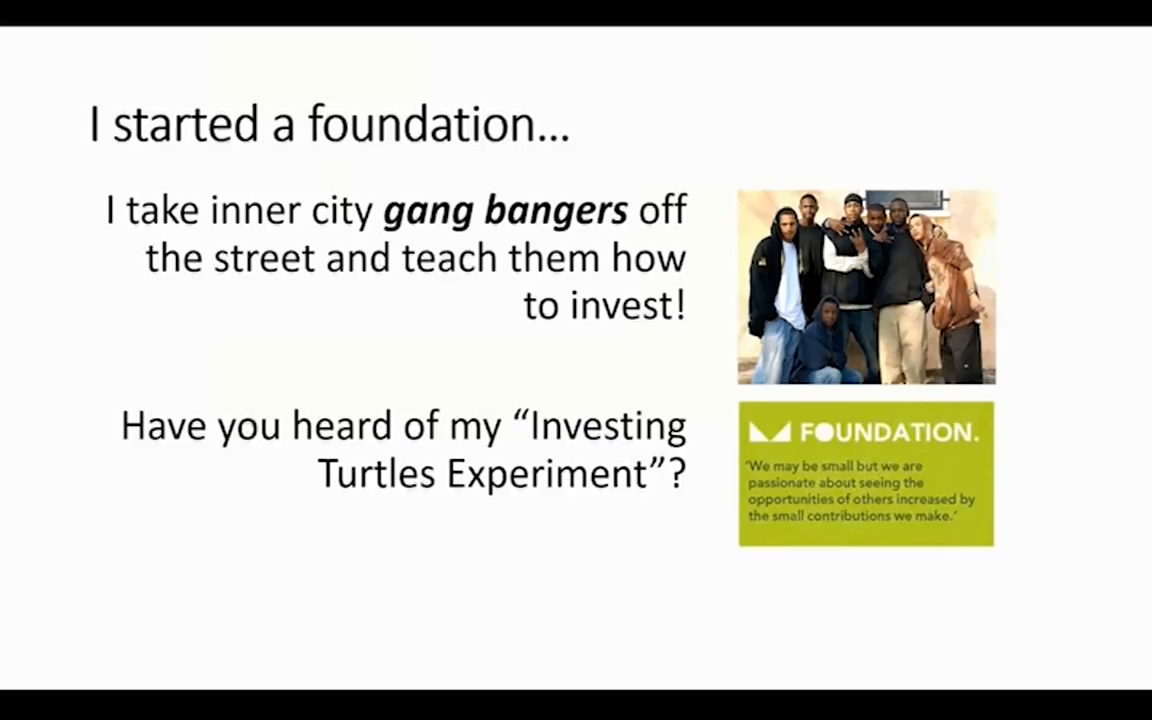 I started a foundation...
I take inner city gang bangers off
the street and teach them how
to invest!
Have you heard of my “Investing
Turtles Experiment”?
FOUNDATION.
‘We may be small but we are
passionate about seeing the
opportunities of others increased by
the small contributions we make.’